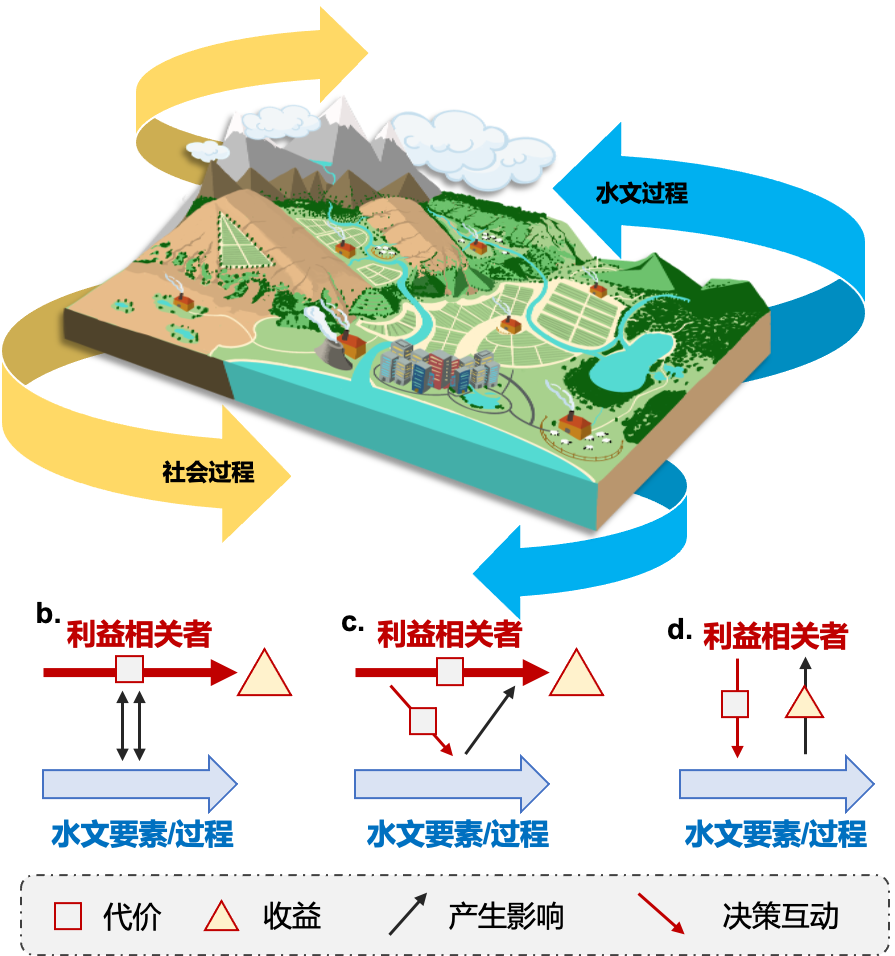 水文过程
社会过程
b.
利益相关者
c.
利益相关者
d.
利益相关者
水文要素/过程
水文要素/过程
水文要素/过程
代价
收益
产生影响
决策互动